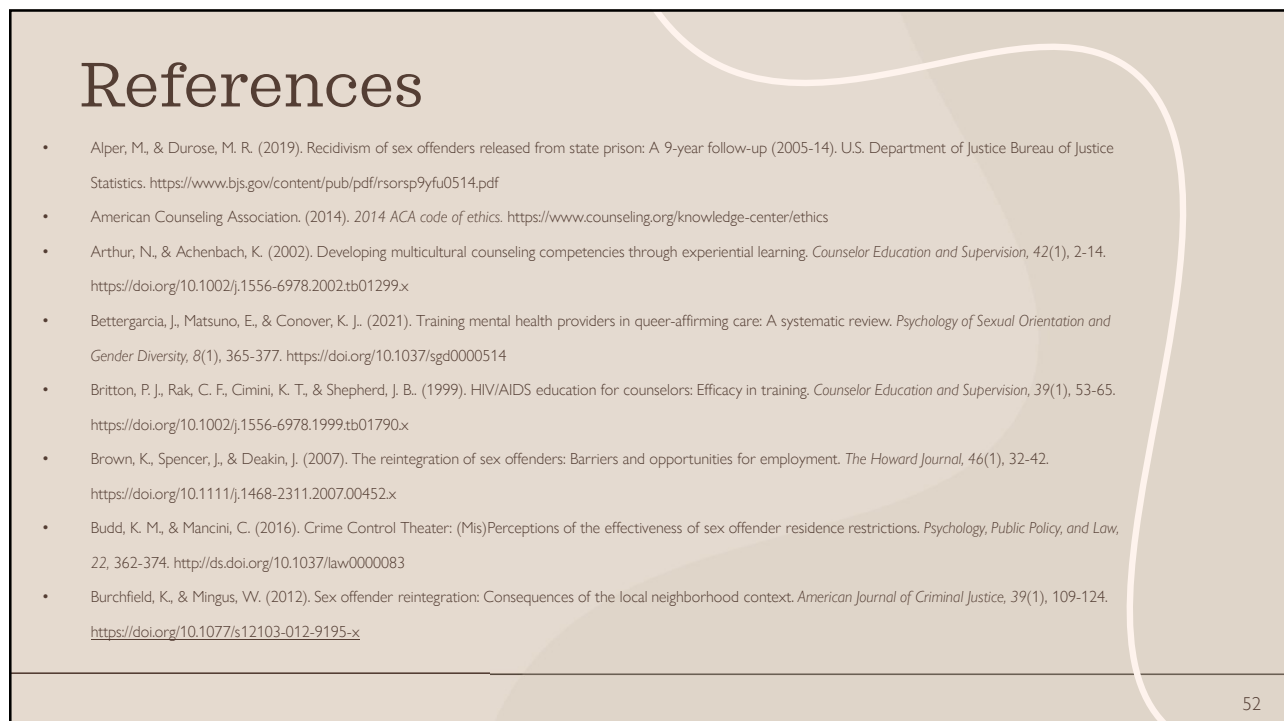 References
• Alper, M., & Durose, M. R. (2019). Recidivism of sex offenders released from state prison: A 9-year follow-up (2005-14). U.S. Department of Justice Bureau of Justice
Statistics. https://www.bjs.gov/content/pub/pdf/rsorsp9yfu0514.pdf
• American Counseling Association. (2014). 2014 ACA code of ethics. https://www.counseling.org/knowledge-center/ethics
• Arthur, N., & Achenbach, K. (2002). Developing multicultural counseling competencies through experiential learning. Counselor Education and Supervision, 42(1), 2-14.
https://doi.org/10.1002/j.1556-6978.2002.tb01299.x
• Bettergarcia, J., Matsuno, E., & Conover, K. J.. (2021). Training mental health providers in queer-affirming care: A systematic review. Psychology of Sexual Orientation and
Gender Diversity, 8(1), 365-377. https://doi.org/10.1037/sgd0000514
• Britton, P. J., Rak, C. F., Cimini, K. T., & Shepherd, J. B.. (1999). HIV/AIDS education for counselors: Efficacy in training. Counselor Education and Supervision, 39(1), 53-65.
https://doi.org/10.1002/j.1556-6978.1999.tb01790.x
• Brown, K., Spencer, J., & Deakin, J. (2007). The reintegration of sex offenders: Barriers and opportunities for employment. The Howard Journal, 46(1), 32-42.
https://doi.org/10.1111/j.1468-2311.2007.00452.x
• Budd, K. M., & Mancini, C. (2016). Crime Control Theater: (Mis)Perceptions of the effectiveness of sex offender residence restrictions. Psychology, Public Policy, and Law,
22, 362-374. http://ds.doi.org/10.1037/law0000083
• Burchfield, K., & Mingus, W. (2012). Sex offender reintegration: Consequences of the local neighborhood context. American Journal of Criminal Justice, 39(1), 109-124.
https://doi.org/10.1077/s12103-012-9195-x
52